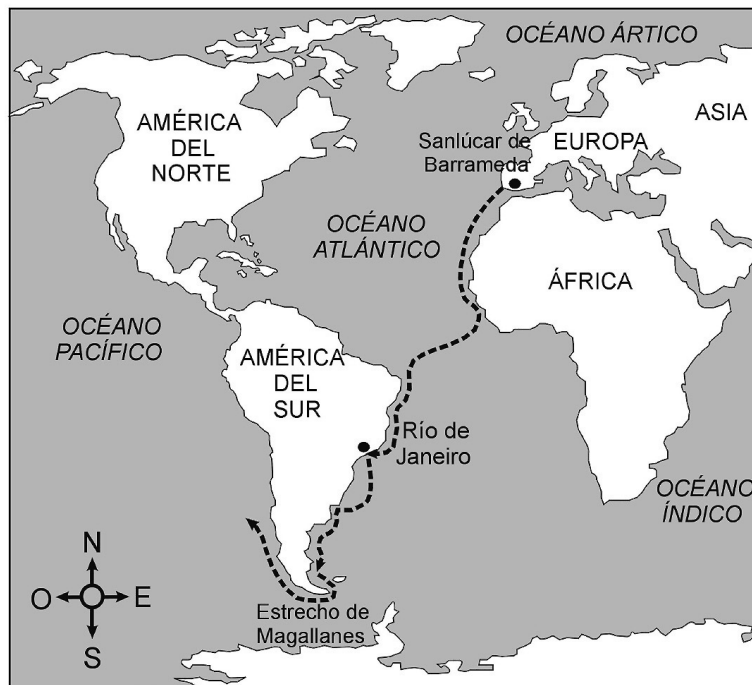 OCÉANO ÁRTICO
AMÉRICA
DEL
NORTE
ASIA
Sanlúcar de
Barrameda
EUROPA
OCÉANO
ATLÁNTICO
ÁFRICA
OCÉANO
PACÍFICO
AMÉRICA
DEL
SUR
Río de
Janeiro
OCÉANO
ÍNDICO
N
O
E
S
Estrecho de
Magallanes